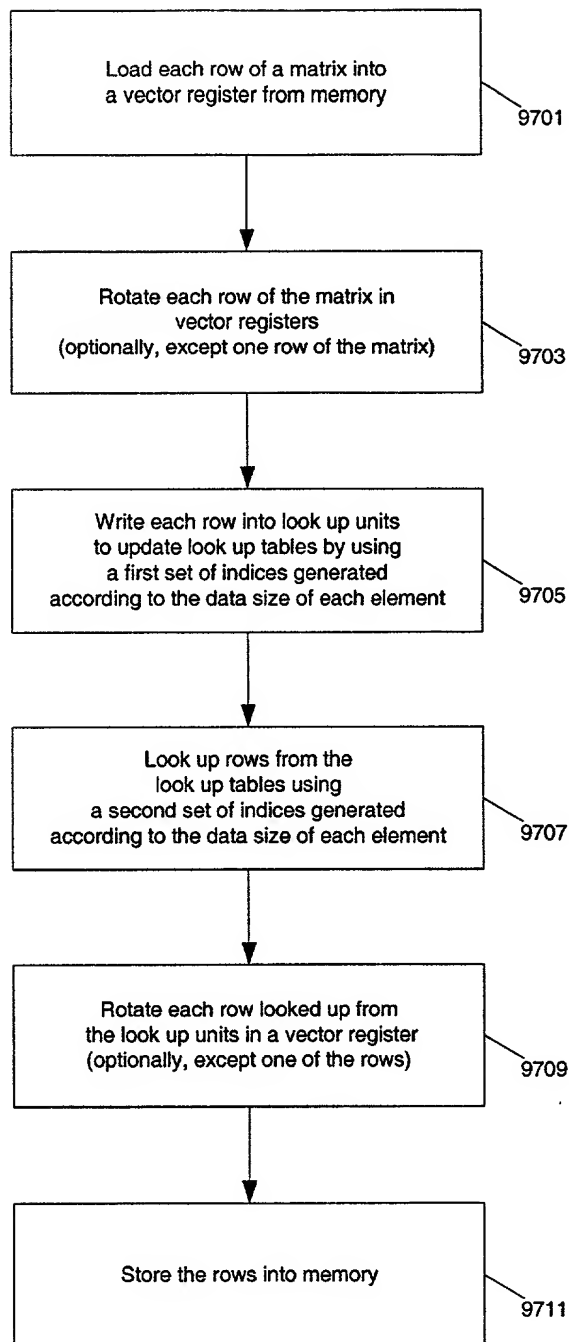 Load each row of a matrix into
a vector register from memory
9701
Rotate each row of the matrix in
vector registers
(optionally, except one row of the matrix)
9703
Write each row into look up units
to update look up tables by using
a first set of indices generated
according to the data size of each element
9705
Look up rows from the
look up tables using
a second set of indices generated
according to the data size of each element
9707
Rotate each row looked up from
the look up units in a vector register
(optionally, except one of the rows)
9709
Store the rows into memory
9711